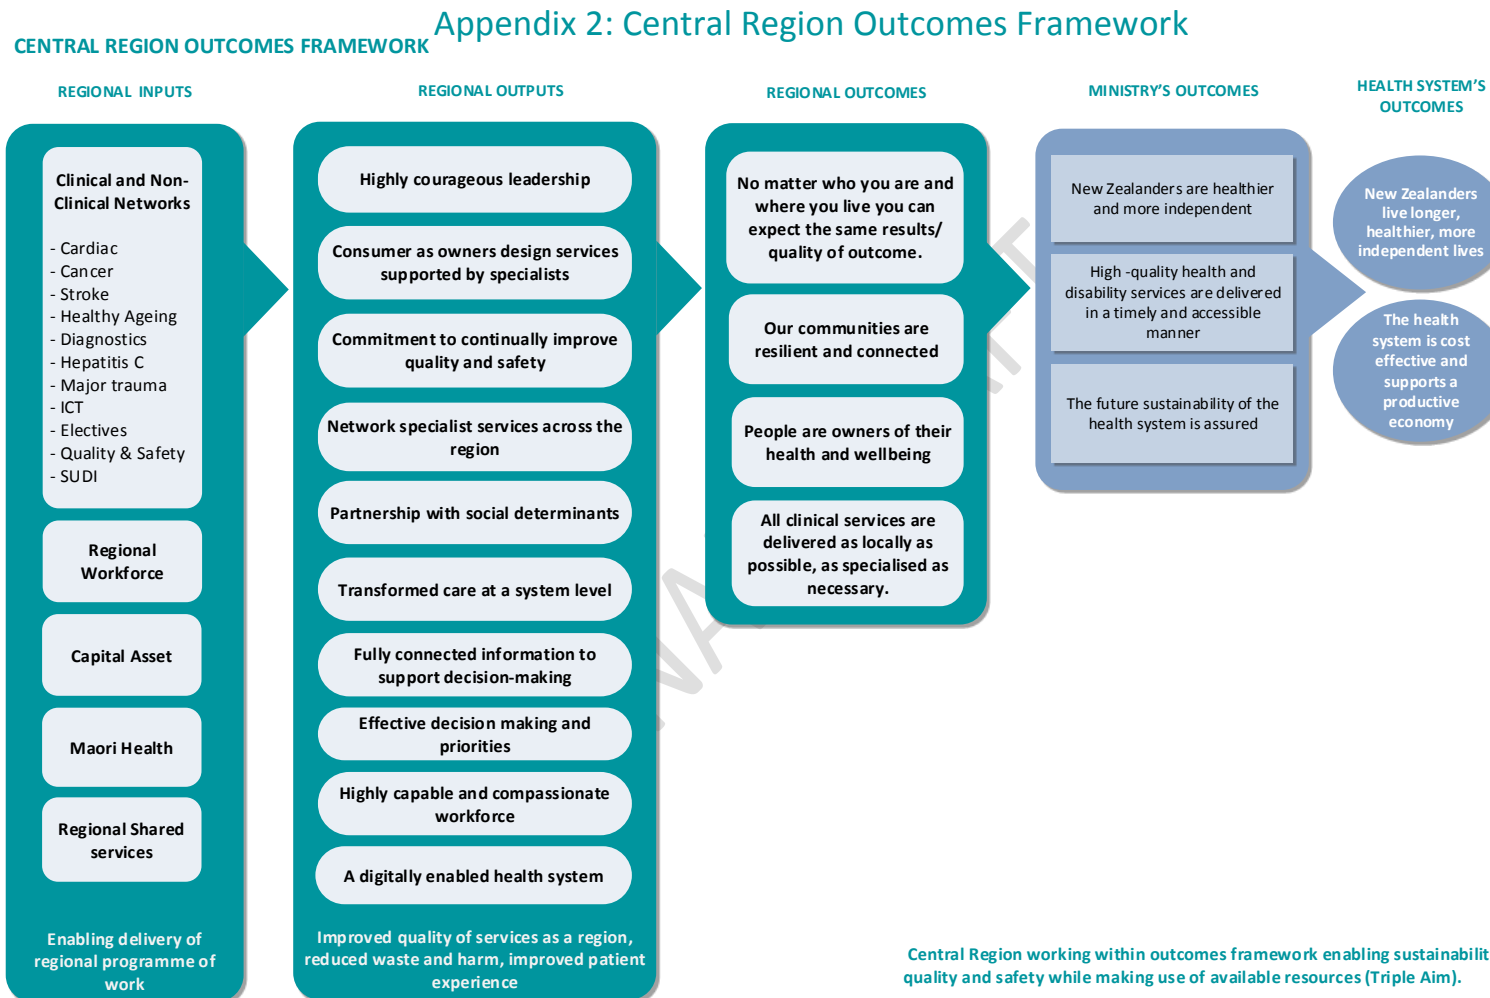 Appendix 2: Central Region Outcomes Framework
CENTRAL REGION OUTCOMES FRAMEWORK
REGIONAL INPUTS
Clinical and Non-
Clinical Networks
- Cardiac
- Cancer
- Stroke
- Healthy Ageing
- Diagnostics
- Hepatitis C
- Major trauma
- ICT
- Electives
- Quality & Safety
- SUDI
Regional
Workforce
Capital Asset
Maori Health
Regional Shared
services
Enabling delivery of
regional programme of
work
REGIONAL OUTPUTS
Highly courageous leadership
Consumer as owners design services
supported by specialists
Commitment to continually improve
quality and safety
Network specialist services across the
region
Partnership with social determinants
Transformed care at a system level
Fully connected information to
support decision-making
Effective decision making and
priorities
Highly capable and compassionate
workforce
A digitally enabled health system
Improved quality of services as a region,
reduced waste and harm, improved patient
experience
REGIONAL OUTCOMES
No matter who you are and
where you live you can
expect the same results/
quality of outcome.
Our communities are
resilient and connected
People are owners of their
health and wellbeing
All clinical services are
delivered as locally as
possible, as specialised as
necessary.
MINISTRY'S OUTCOMES
New Zealanders are healthier
and more independent
High -quality health and
disability services are delivered
in a timely and accessible
manner
The future sustainability of the
health system is assured
HEALTH SYSTEM'S
OUTCOMES
New Zealanders
live longer,
healthier, more
independent lives
The health
system is cost
effective and
supports a
productive
economy
Central Region working within outcomes framework enabling
quality and safety while making use of available resources (Triple Aim).